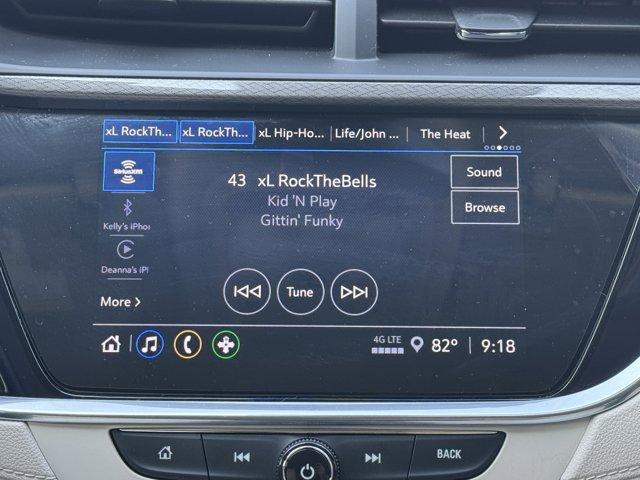 xL RockTh... xL RockTh... xL Hip-Ho... Life/John ... The Heat
SiriusXM
43 xL RockTheBells
Sound
Kid 'N Play
Browse
Gittin' Funky
Kelly's iPho
Deanna's iPl
More
Tune
4G LTE
82° 9:18
BACK